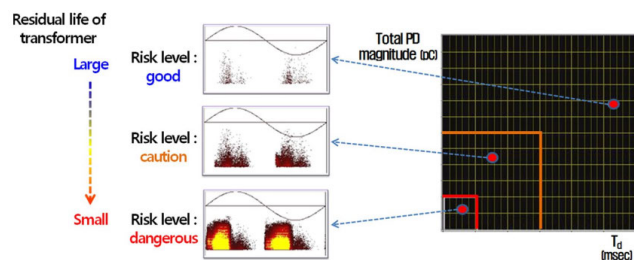 Residual life of
transformer
Large
Small
Risk level :
good
Risk level :
caution
Risk level :
dangerous
Total PD
magnitude (pC)
T_d
[msec]